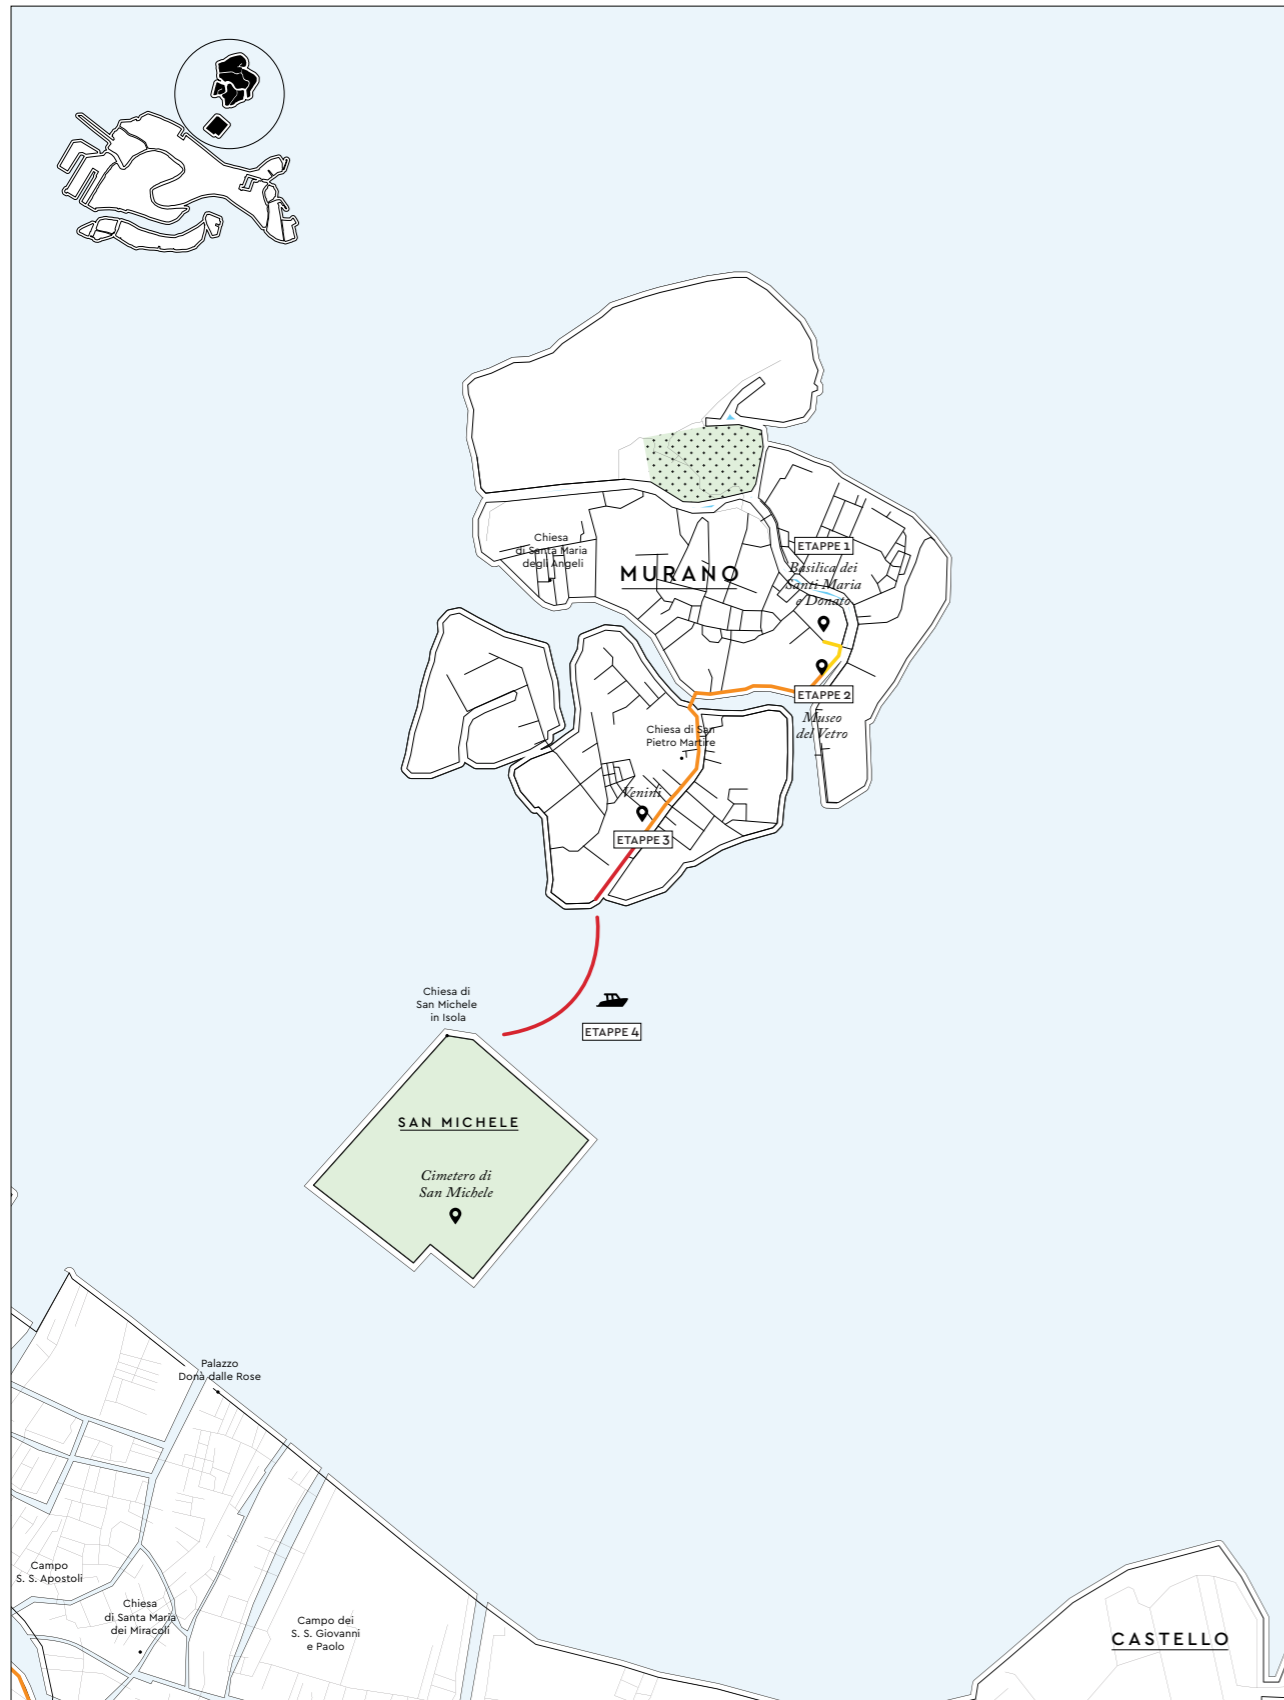 Chiesa
di Santa Maria
degli Angeli
MURANO
ETAPPE 1
Basilica dei
Santi Maria
e Donato
ETAPPE 2
Museo
del Vetro
Chiesa di San
Pietro Martire
Venini
ETAPPE 3
Chiesa di
San Michele
in Isola
ETAPPE 4
SAN MICHELE
Cimetero di
San Michele
Palazzo
Donà dalle Rose
Campo
S. S. Apostoli
Chiesa
di Santa Maria
dei Miracoli
Campo dei
S. S. Giovanni
e Paolo
CASTELLO